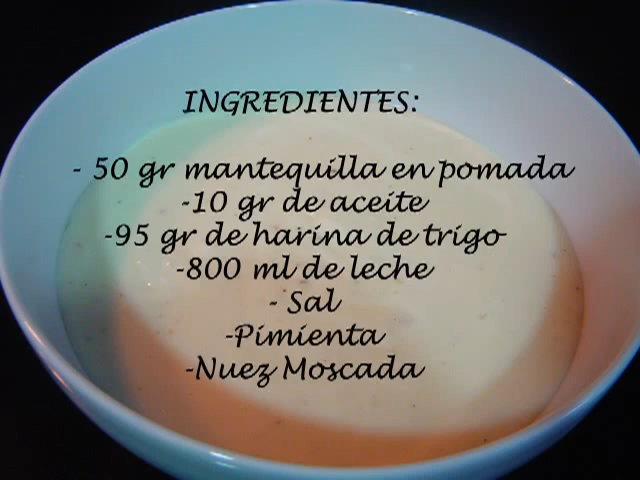 INGREDIENTES:
- 50 gr mantequilla en pomada
-10 gr de aceite
-95 gr de harina de trigo
-800 ml de leche
- Sal
-Pimienta
-Nuez Moscada